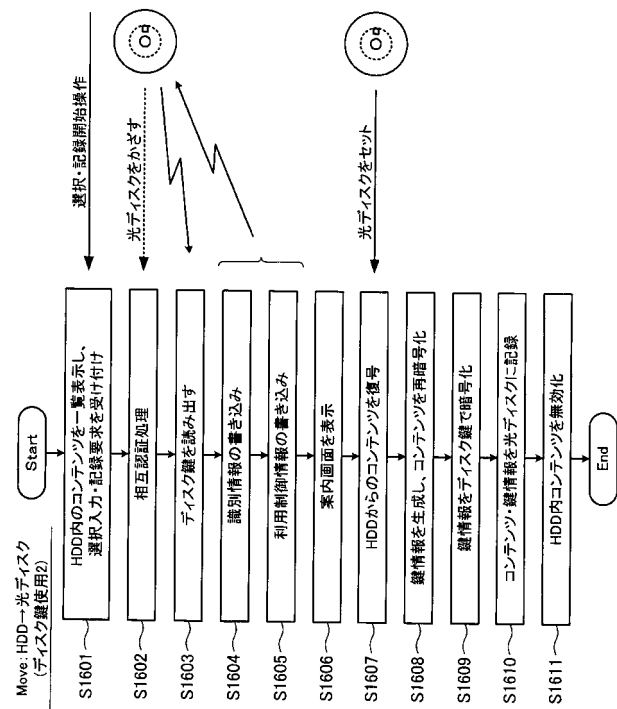 Move: HDD→光ディスク
(ディスク鍵使用2)
Start
S1601
HDD内のコンテンツを一覧表示し、
選択入力・記録要求を受け付け
選択・記録開始操作
S1602
相互認証処理
光ディスクをかざす
S1603
ディスク鍵を読み出す
S1604
識別情報の書き込み
S1605
利用制御情報の書き込み
S1606
案内画面を表示
S1607
HDDからのコンテンツを復号
光ディスクをセット
S1608
鍵情報を生成し、コンテンツを再暗号化
S1609
鍵情報をディスク鍵で暗号化
S1610
コンテンツ・鍵情報を光ディスクに記録
S1611
HDD内コンテンツを無効化
End